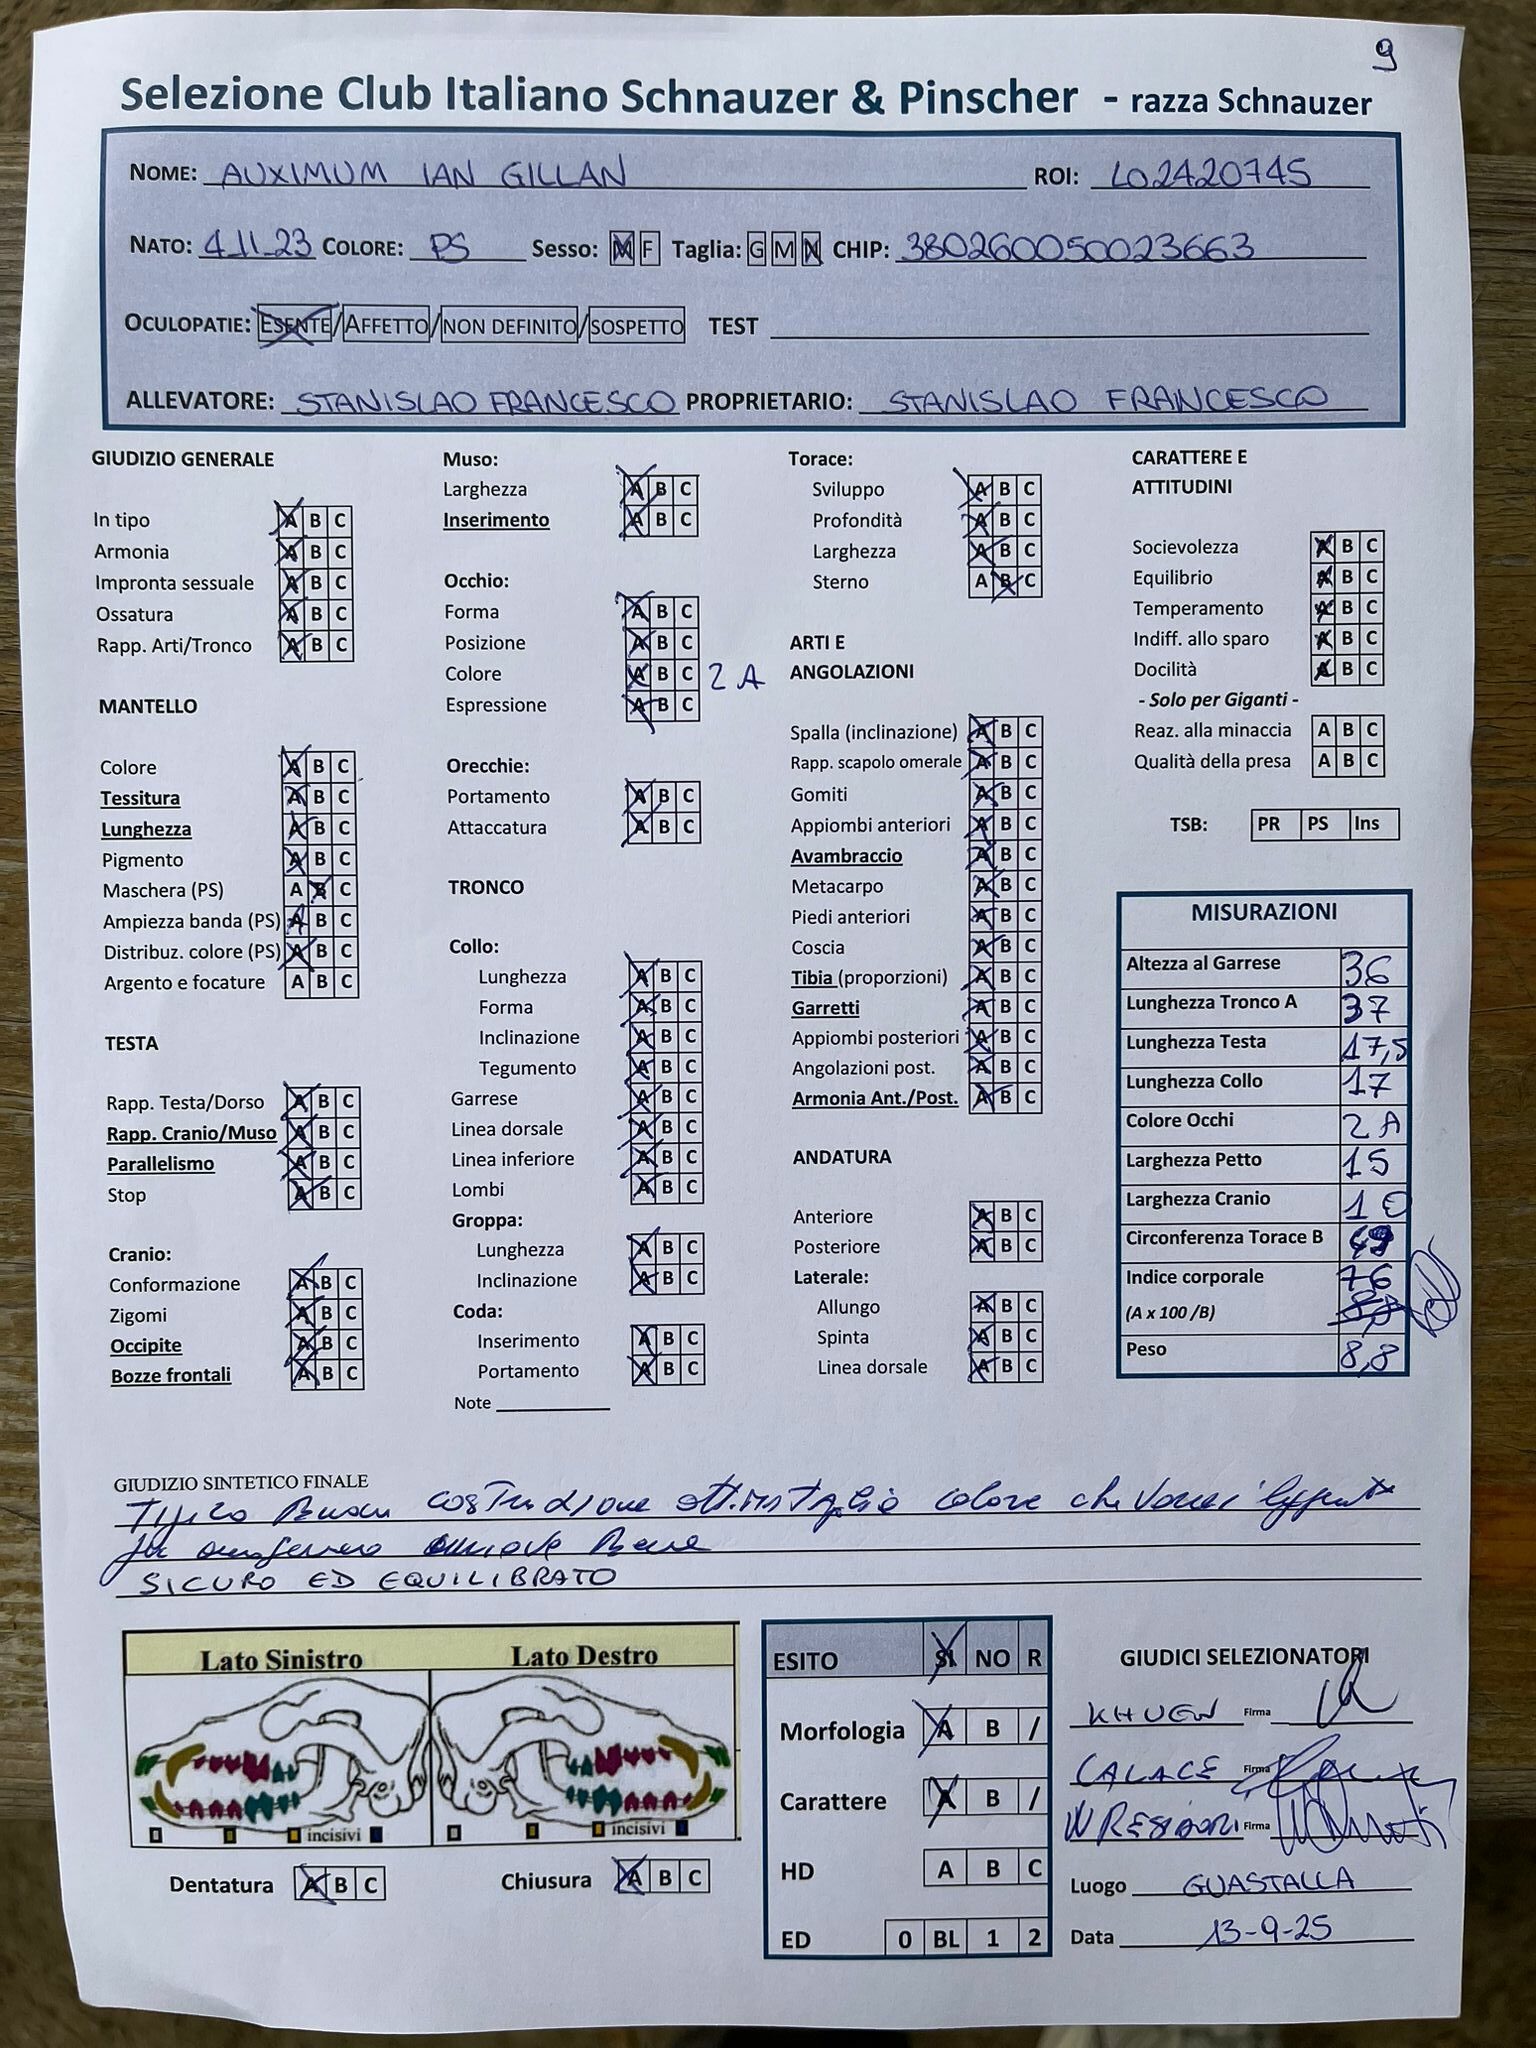 9
Selezione Club Italiano Schnauzer & Pinscher - razza Schnauzer
NOME: AUXIMUM IAN GILLAN ROI: LO2420745
NATO: 4_11_23 COLORE: PS Sesso: M F Taglia: G M N CHIP: 380260050023663
OCULOPATIE: ESENTE/AFFETTO/NON DEFINITO/SOSPETTO TEST
ALLEVATORE: STANISLAO FRANCESCO PROPRIETARIO: STANISLAO FRANCESCO
GIUDIZIO GENERALE
In tipo A B C
Armonia A B C
Impronta sessuale A B C
Ossatura A B C
Rapp. Arti/Tronco A B C
MANTELLO
Colore A B C
Tessitura A B C
Lunghezza A B C
Pigmento A B C
Maschera (PS) A B C
Ampiezza banda (PS) A B C
Distribuz. colore (PS) A B C
Argento e focature A B C
TESTA
Rapp. Testa/Dorso A B C
Rapp. Cranio/Muso A B C
Parallelismo A B C
Stop A B C
Cranio:
Conformazione A B C
Zigomi A B C
Occipite A B C
Bozze frontali A B C
Muso:
Larghezza A B C
Inserimento A B C
Occhio:
Forma A B C
Posizione A B C
Colore A B C 2 A
Espressione A B C
Orecchie:
Portamento A B C
Attaccatura A B C
TRONCO
Collo:
Lunghezza A B C
Forma A B C
Inclinazione A B C
Tegumento A B C
Garrese A B C
Linea dorsale A B C
Linea inferiore A B C
Lombi A B C
Groppa:
Lunghezza A B C
Inclinazione A B C
Coda:
Inserimento A B C
Portamento A B C
Note
Torace:
Sviluppo A B C
Profondità A B C
Larghezza A B C
Sterno A B C
ARTI E
ANGOLAZIONI
Spalla (inclinazione) A B C
Rapp. scapolo omerale A B C
Gomiti A B C
Appiombi anteriori A B C
Avambraccio A B C
Metacarpo A B C
Piedi anteriori A B C
Coscia A B C
Tibia (proporzioni) A B C
Garretti A B C
Appiombi posteriori A B C
Angolazioni post. A B C
Armonia Ant./Post. A B C
ANDATURA
Anteriore A B C
Posteriore A B C
Laterale:
Allungo A B C
Spinta A B C
Linea dorsale A B C
CARATTERE E
ATTITUDINI
Socievolezza A B C
Equilibrio A B C
Temperamento A B C
Indiff. allo sparo A B C
Docilità A B C
- Solo per Giganti -
Reaz. alla minaccia A B C
Qualità della presa A B C
TSB: PR PS Ins
MISURAZIONI
Altezza al Garrese 36
Lunghezza Tronco A 37
Lunghezza Testa 17,5
Lunghezza Collo 17
Colore Occhi 2 A
Larghezza Petto 15
Larghezza Cranio 10
Circonferenza Torace B 49
Indice corporale 76
(A x 100 /B)
Peso 8,8
GIUDIZIO SINTETICO FINALE
Tipico Buona costruzione colore che
Bene
SICURO ED EQUILIBRATO
Lato Sinistro Lato Destro
incisivi incisivi
Dentatura A B C Chiusura A B C
ESITO SI NO R
Morfologia A B /
Carattere A B /
HD A B C
ED 0 BL 1 2
GIUDICI SELEZIONATORI
KHUEN Firma
CALACE Firma
Firma
Luogo GUASTALLA
Data 13-9-25